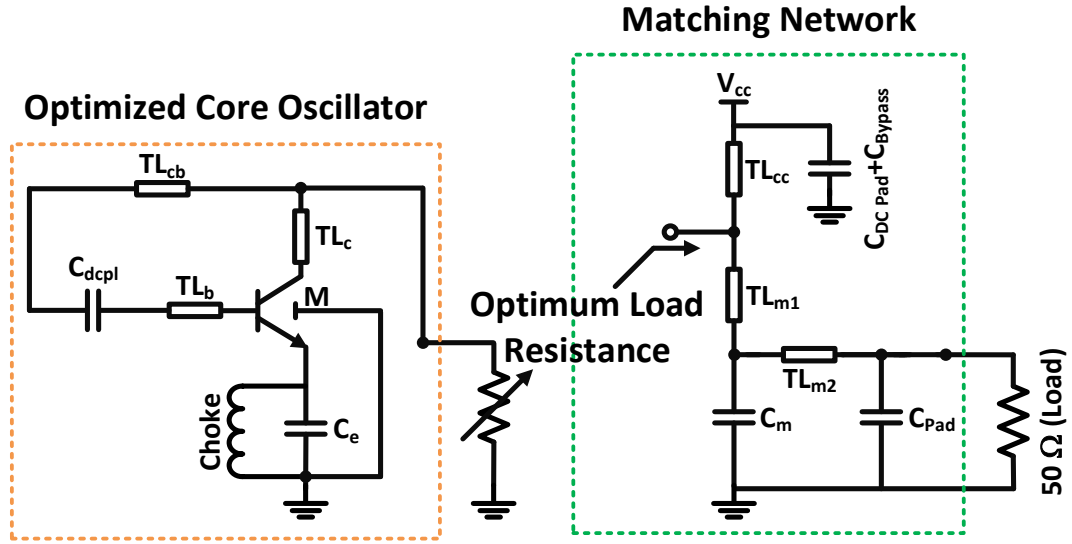 Matching Network
Optimized Core Oscillator
Vcc
TLcb
TLcc
CDC Pad+CBypass
TLc
Cdcpl
TLb
M
TLm1
Optimum Load
Resistance
TLm2
Choke
Ce
Cm
CPad
50 Ω (Load)